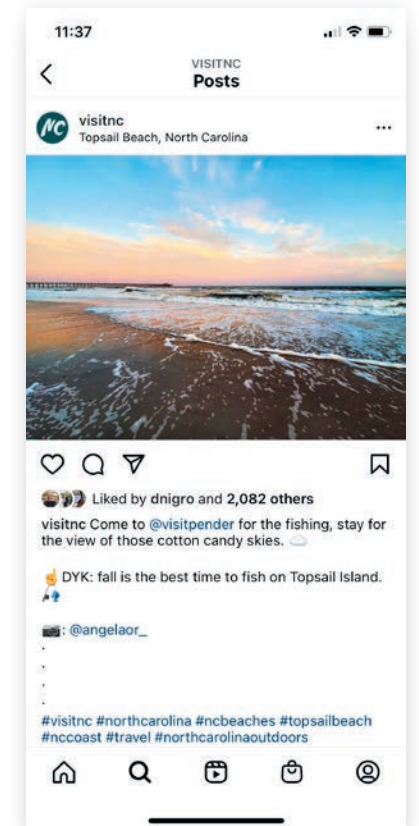 11:37
VISITNC
Posts
NC
visitnc
Topsail Beach, North Carolina
Liked by dnigro and 2,082 others
visitnc Come to @visitpender for the fishing, stay for
the view of those cotton candy skies. ☁️
☝️DYK: fall is the best time to fish on Topsail Island.
🎣
📷: @angelaor_
.
.
.
.
#visitnc #northcarolina #ncbeaches #topsailbeach
#nccoast #travel #northcarolinaoutdoors